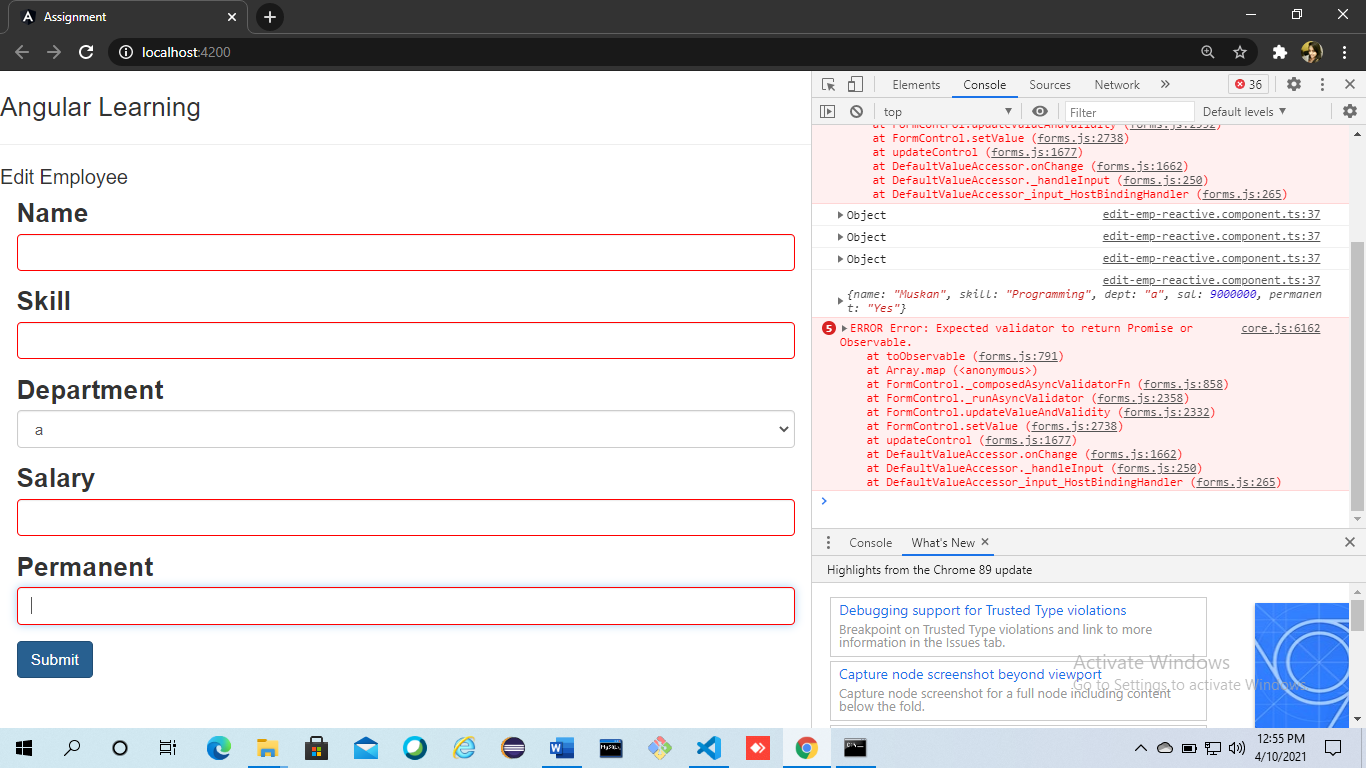 Assignment
localhost:4200
Angular Learning
Edit Employee
Name
Skill
Department
a
Salary
Permanent
Submit
Elements Console Sources Network 36
top Filter Default levels
at FormControl.updateValueAndValidity (forms.js:2332)
at FormControl.setValue (forms.js:2738)
at updateControl (forms.js:1677)
at DefaultValueAccessor.onChange (forms.js:1662)
at DefaultValueAccessor._handleInput (forms.js:250)
at DefaultValueAccessor_input_HostBindingHandler (forms.js:265)
Object edit-emp-reactive.component.ts:37
Object edit-emp-reactive.component.ts:37
Object edit-emp-reactive.component.ts:37
edit-emp-reactive.component.ts:37
{name: "Muskan", skill: "Programming", dept: "a", sal: 9000000, permanen
t: "Yes"}
5 ERROR Error: Expected validator to return Promise or core.js:6162
Observable.
at toObservable (forms.js:791)
at Array.map (<anonymous>)
at FormControl._composedAsyncValidatorFn (forms.js:858)
at FormControl._runAsyncValidator (forms.js:2358)
at FormControl.updateValueAndValidity (forms.js:2332)
at FormControl.setValue (forms.js:2738)
at updateControl (forms.js:1677)
at DefaultValueAccessor.onChange (forms.js:1662)
at DefaultValueAccessor._handleInput (forms.js:250)
at DefaultValueAccessor_input_HostBindingHandler (forms.js:265)
Console What's New
Highlights from the Chrome 89 update
Debugging support for Trusted Type violations
Breakpoint on Trusted Type violations and link to more
information in the Issues tab.
Capture node screenshot beyond viewport
Capture node screenshot for a full node including content
below the fold.
Activate Windows
Go to Settings to activate Windows.
12:55 PM
4/10/2021